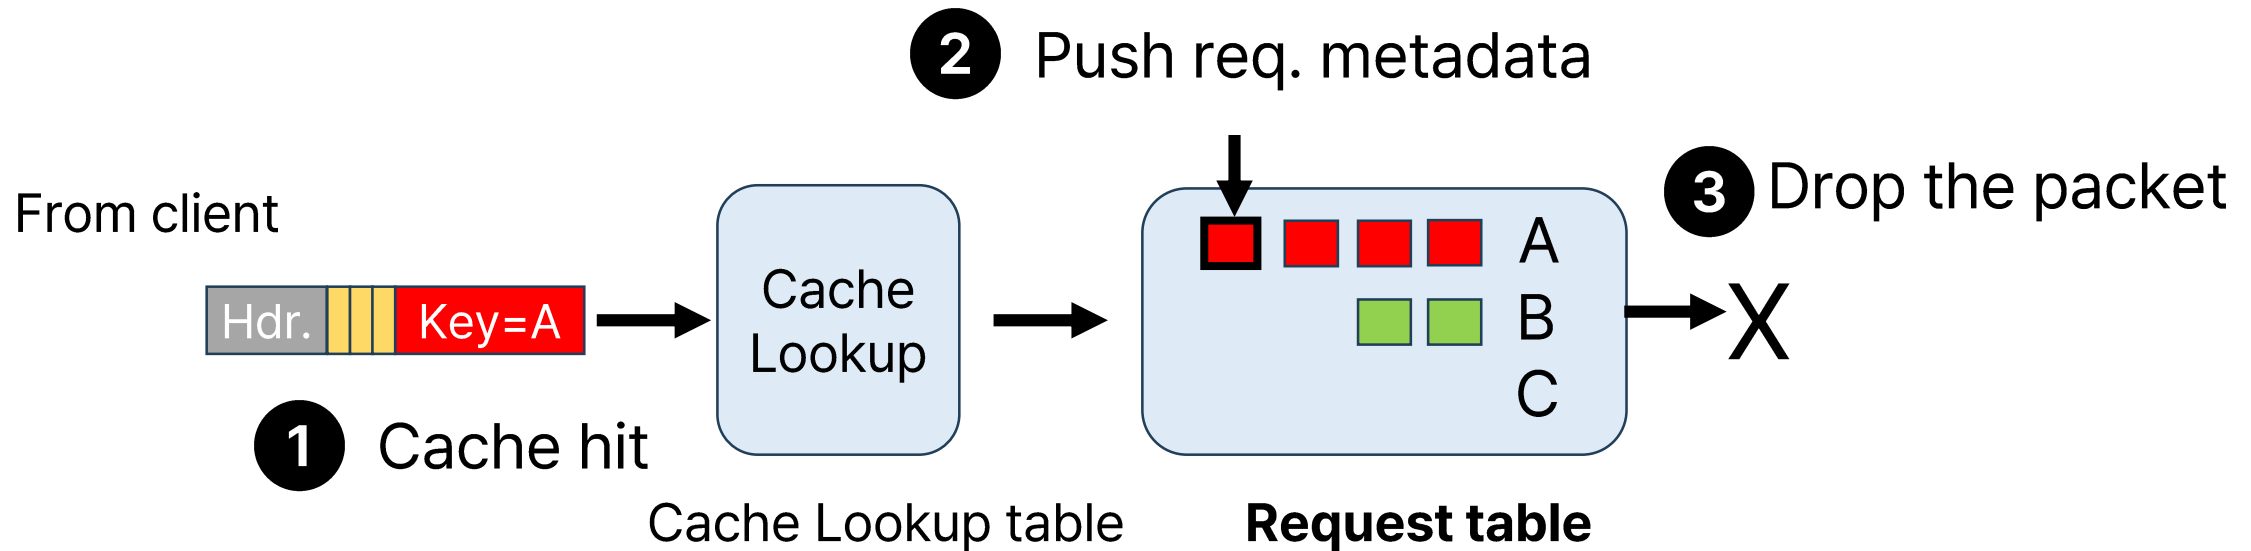 2 Push req. metadata
3 Drop the packet
From client
Hdr. Key=A
Cache
Lookup
A
B
C
X
1 Cache hit
Cache Lookup table
Request table